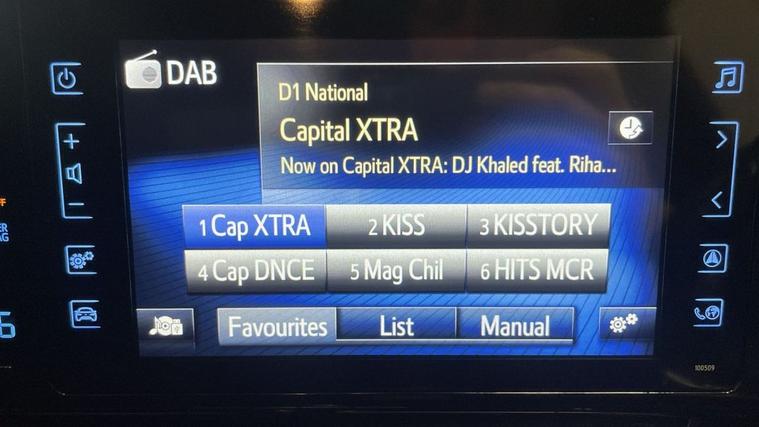 DAB
D1 National
Capital XTRA
Now on Capital XTRA: DJ Khaled feat. Riha...
1 Cap XTRA 2 KISS 3 KISSTORY
4 Cap DNCE 5 Mag Chil 6 HITS MCR
Favourites List Manual
100509